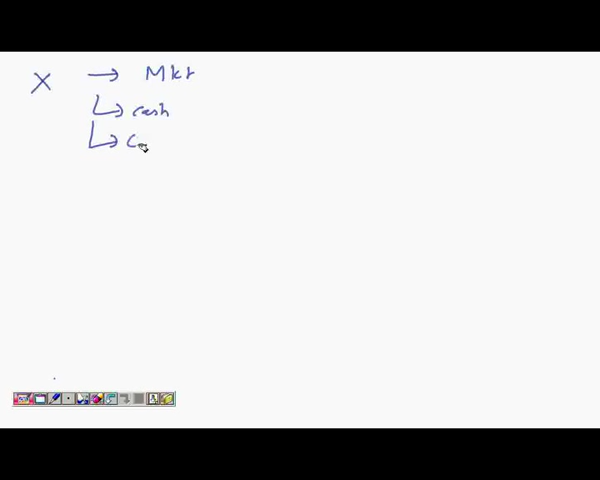 X → Mkt
↳ cash
↳ C